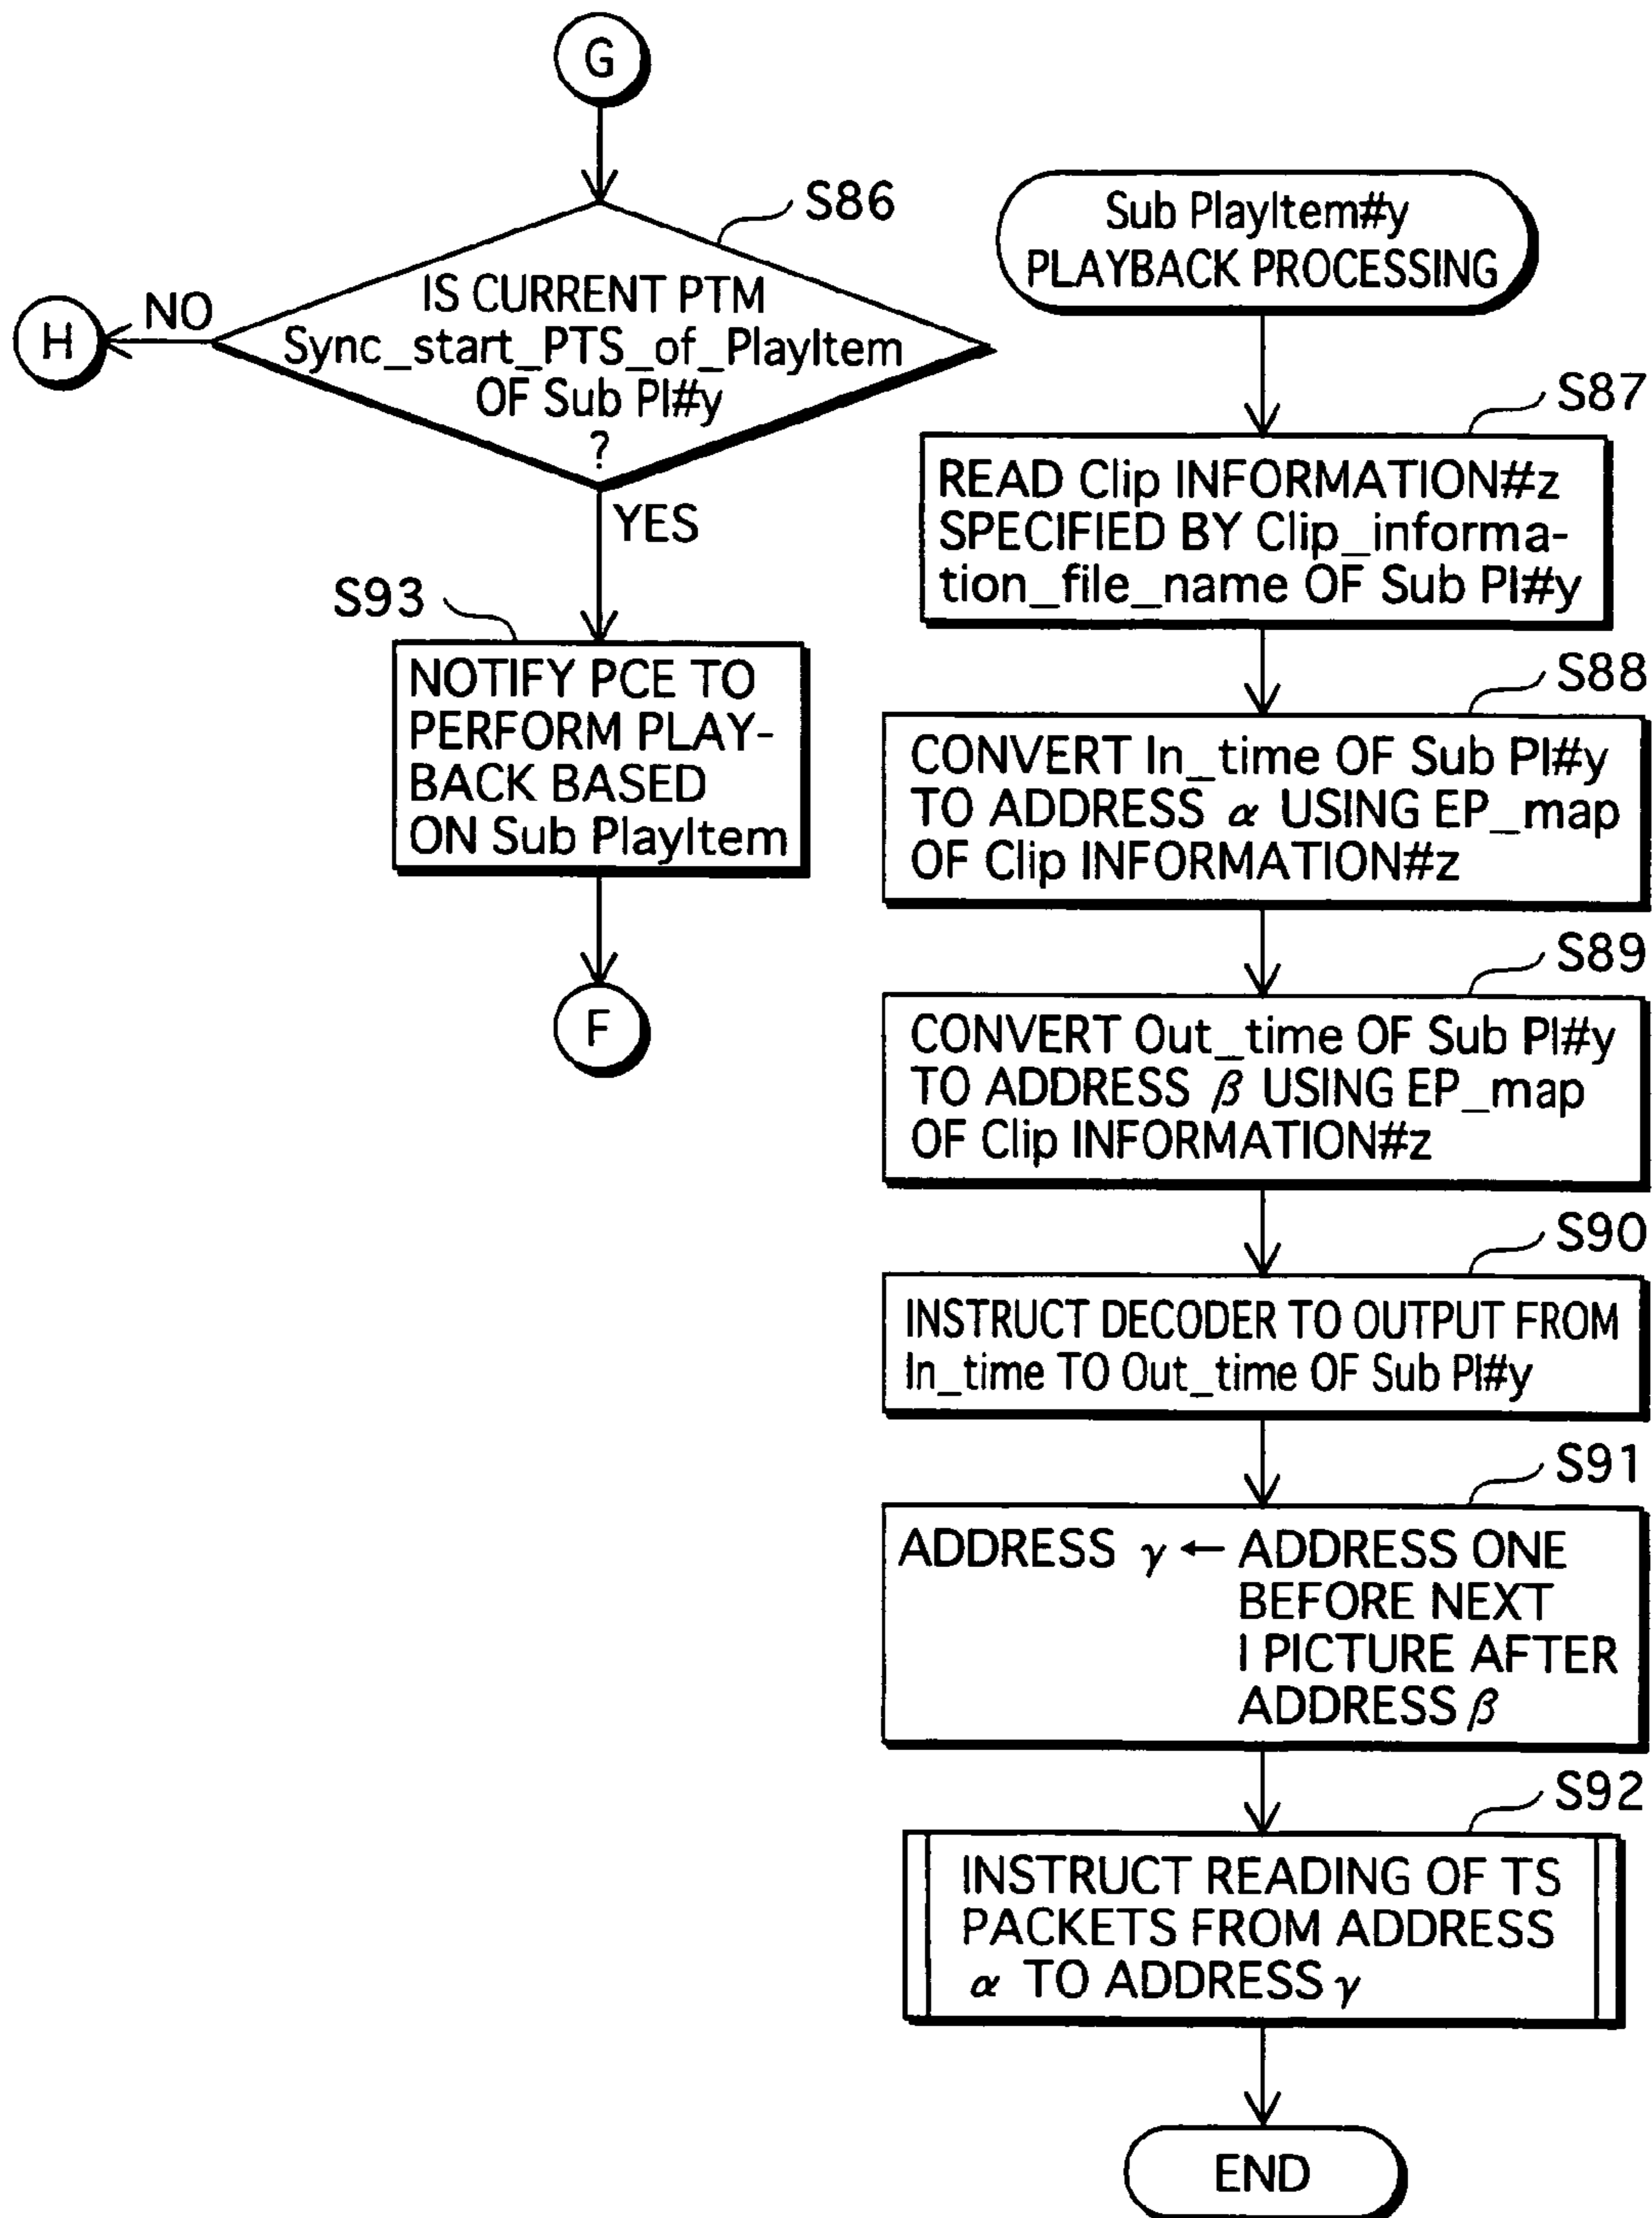 G
S86
IS CURRENT PTM
Sync_start_PTS_of_PlayItem
OF Sub PI#y
?
NO
H
YES
S93
NOTIFY PCE TO
PERFORM PLAY-
BACK BASED
ON Sub PlayItem
F
Sub PlayItem#y
PLAYBACK PROCESSING
S87
READ Clip INFORMATION#z
SPECIFIED BY Clip_informa-
tion_file_name OF Sub PI#y
S88
CONVERT In_time OF Sub PI#y
TO ADDRESS α USING EP_map
OF Clip INFORMATION#z
S89
CONVERT Out_time OF Sub PI#y
TO ADDRESS β USING EP_map
OF Clip INFORMATION#z
S90
INSTRUCT DECODER TO OUTPUT FROM
In_time TO Out_time OF Sub PI#y
S91
ADDRESS γ ← ADDRESS ONE
BEFORE NEXT
I PICTURE AFTER
ADDRESS β
S92
INSTRUCT READING OF TS
PACKETS FROM ADDRESS
α TO ADDRESS γ
END